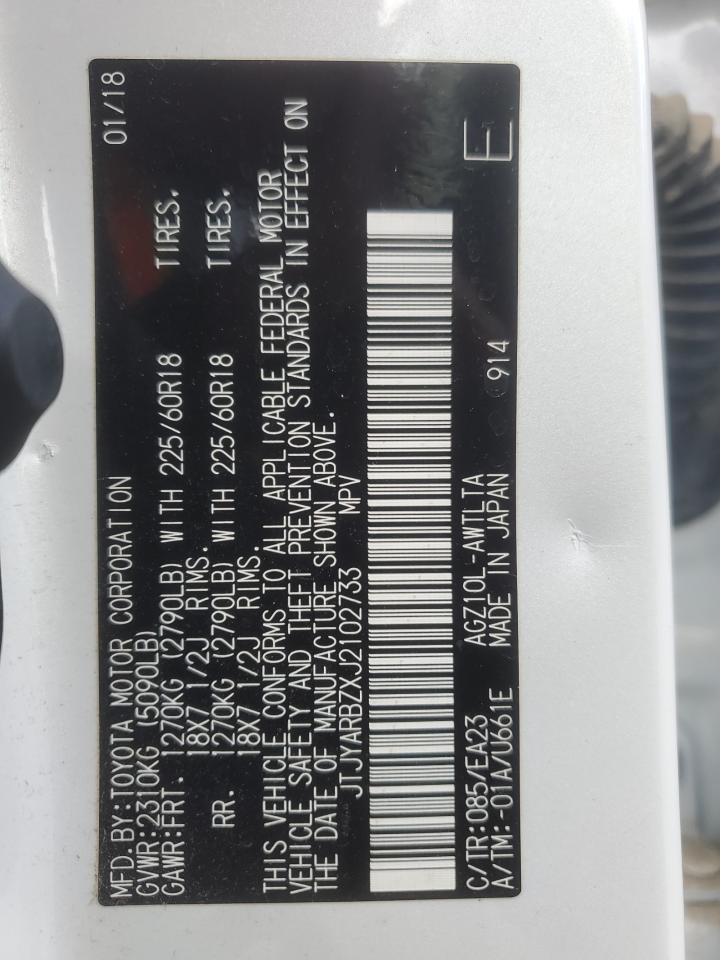 MFD.BY:TOYOTA MOTOR CORPORATION 01/18
GVWR:2310KG (5090LB)
GAWR:FRT. 1270KG (2790LB) WITH 225/60R18 TIRES.
18X7 1/2J RIMS.
RR. 1270KG (2790LB) WITH 225/60R18 TIRES.
18X7 1/2J RIMS.
THIS VEHICLE CONFORMS TO ALL APPLICABLE FEDERAL MOTOR
VEHICLE SAFETY AND THEFT PREVENTION STANDARDS IN EFFECT ON
THE DATE OF MANUFACTURE SHOWN ABOVE.
JTJYARBZXJ2102733 MPV
C/TR:085/EA23 AGZ10L-AWTLTA
A/TM:-01A/U661E MADE IN JAPAN 914 E